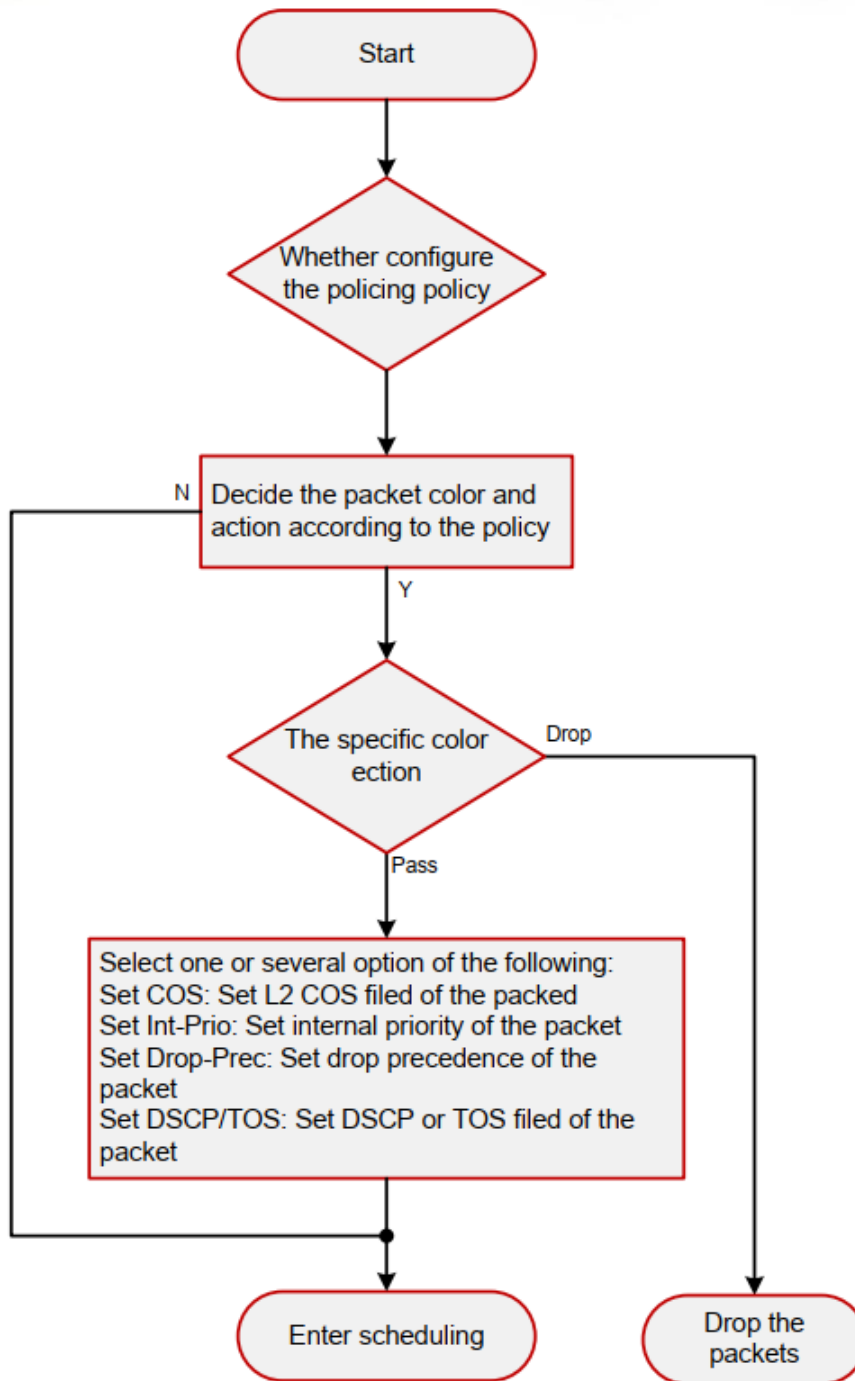 Start
Whether configure
the policing policy
N
Decide the packet color and
action according to the policy
Y
The specific color
ection
Drop
Pass
Select one or several option of the following:
Set COS: Set L2 COS filed of the packed
Set Int-Prio: Set internal priority of the packet
Set Drop-Prec: Set drop precedence of the
packet
Set DSCP/TOS: Set DSCP or TOS filed of the
packet
Enter scheduling
Drop the
packets